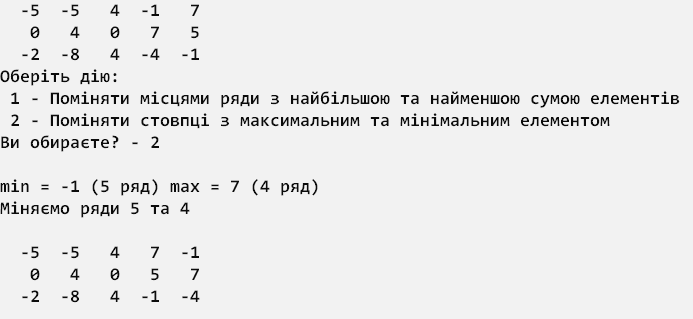 -5 -5 4 -1 7
0 4 0 7 5
-2 -8 4 -4 -1
Оберіть дію:
1 - Поміняти місцями ряди з найбільшою та найменшою сумою елементів
2 - Поміняти стовпці з максимальним та мінімальним елементом
Ви обираєте? - 2
min = -1 (5 ряд) max = 7 (4 ряд)
Міняємо ряди 5 та 4
-5 -5 4 7 -1
0 4 0 5 7
-2 -8 4 -1 -4